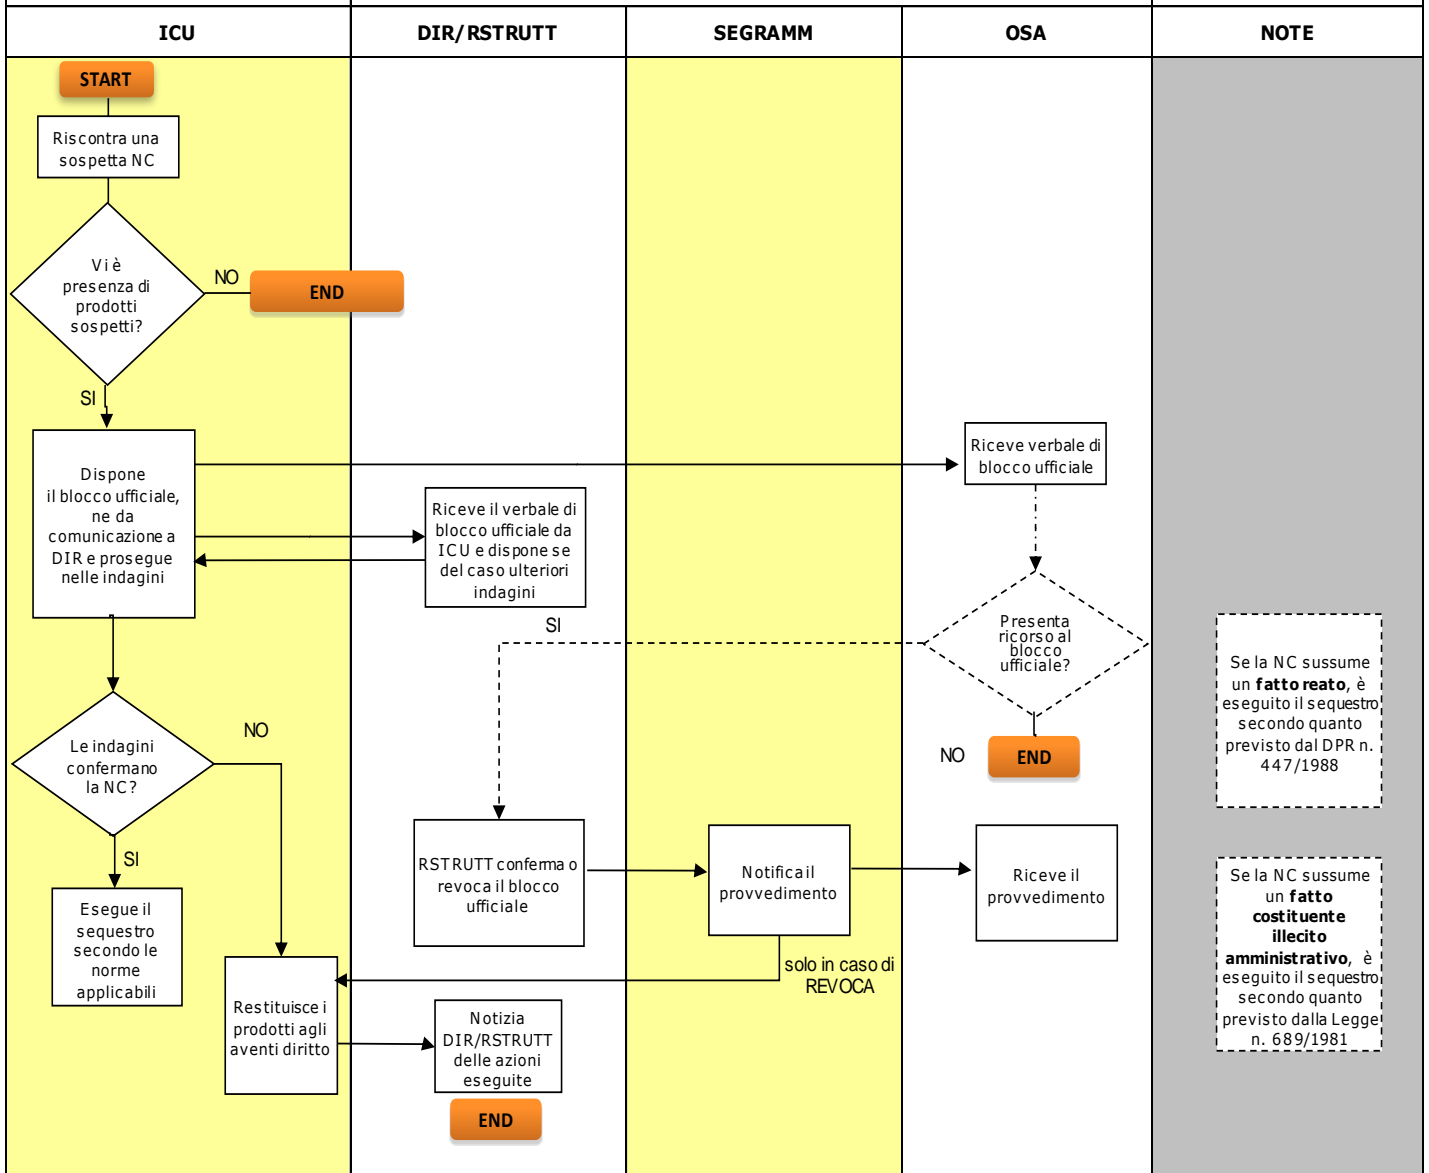 ICU
DIR/RSTRUTT
SEGRAMM
OSA
NOTE
START
Riscontra una
sospetta NC
Vi è
presenza di
prodotti
sospetti?
NO
END
SI
Dispone
il blocco ufficiale,
ne da
comunicazione a
DIR e prosegue
nelle indagini
Riceve verbale di
blocco ufficiale
Riceve il verbale di
blocco ufficiale da
ICU e dispone se
del caso ulteriori
indagini
SI
Presenta
ricorso al
blocco
ufficiale?
NO
END
Le indagini
confermano
la NC?
NO
SI
Esegue il
sequestro
secondo le
norme
applicabili
RSTRUTT conferma o
revoca il blocco
ufficiale
Notifica il
provvedimento
Riceve il
provvedimento
solo in caso di
REVOCA
Restituisce i
prodotti agli
aventi diritto
Notizia
DIR/RSTRUTT
delle azioni
eseguite
END
Se la NC sussume
un fatto reato, è
eseguito il sequestro
secondo quanto
previsto dal DPR n.
447/1988
Se la NC sussume
un fatto
costituente
illecito
amministrativo, è
eseguito il sequestro
secondo quanto
previsto dalla Legge
n. 689/1981